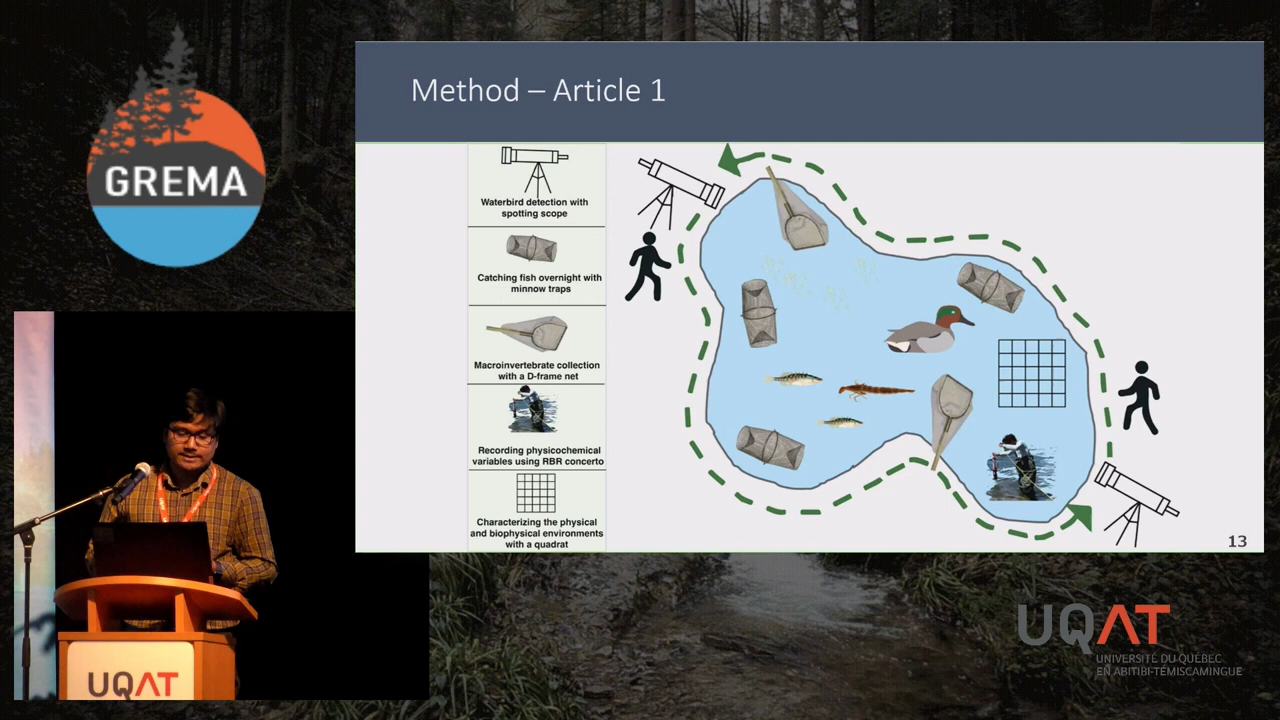 GREMA
Method – Article 1
Waterbird detection with
spotting scope
Catching fish overnight with
minnow traps
Macroinvertebrate collection
with a D-frame net
Recording physicochemical
variables using RBR concerto
Characterizing the physical
and biophysical environments
with a quadrat
13
UQAT
UNIVERSITÉ DU QUÉBEC
EN ABITIBI-TÉMISCAMINGUE
UQAT